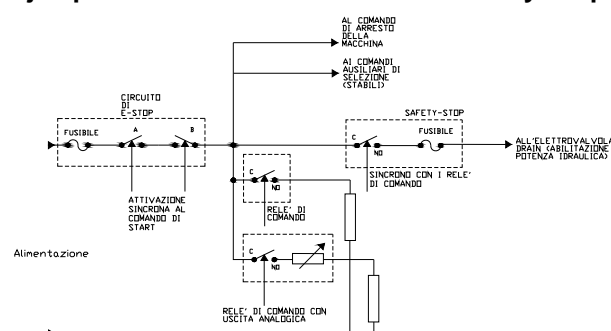 AL COMANDO
DI ARRESTO
DELLA
MACCHINA
AI COMANDI
AUSILIARI DI
SELEZIONE
(STABILI)
CIRCUITO
DI
E-STOP
SAFETY-STOP
FUSIBILE
A
B
C
NO
FUSIBILE
ALL'ELETTROVALVOLA
DRAIN (ABILITAZIONE
POTENZA IDRAULICA)
SINCRONO CON I RELE'
DI COMANDO
C
NO
ATTIVAZIONE
SINCRONA AL
COMANDO DI
START
RELE' DI
COMANDO
Alimentazione
C
NO
RELE' DI COMANDO CON
USCITA ANALOGICA